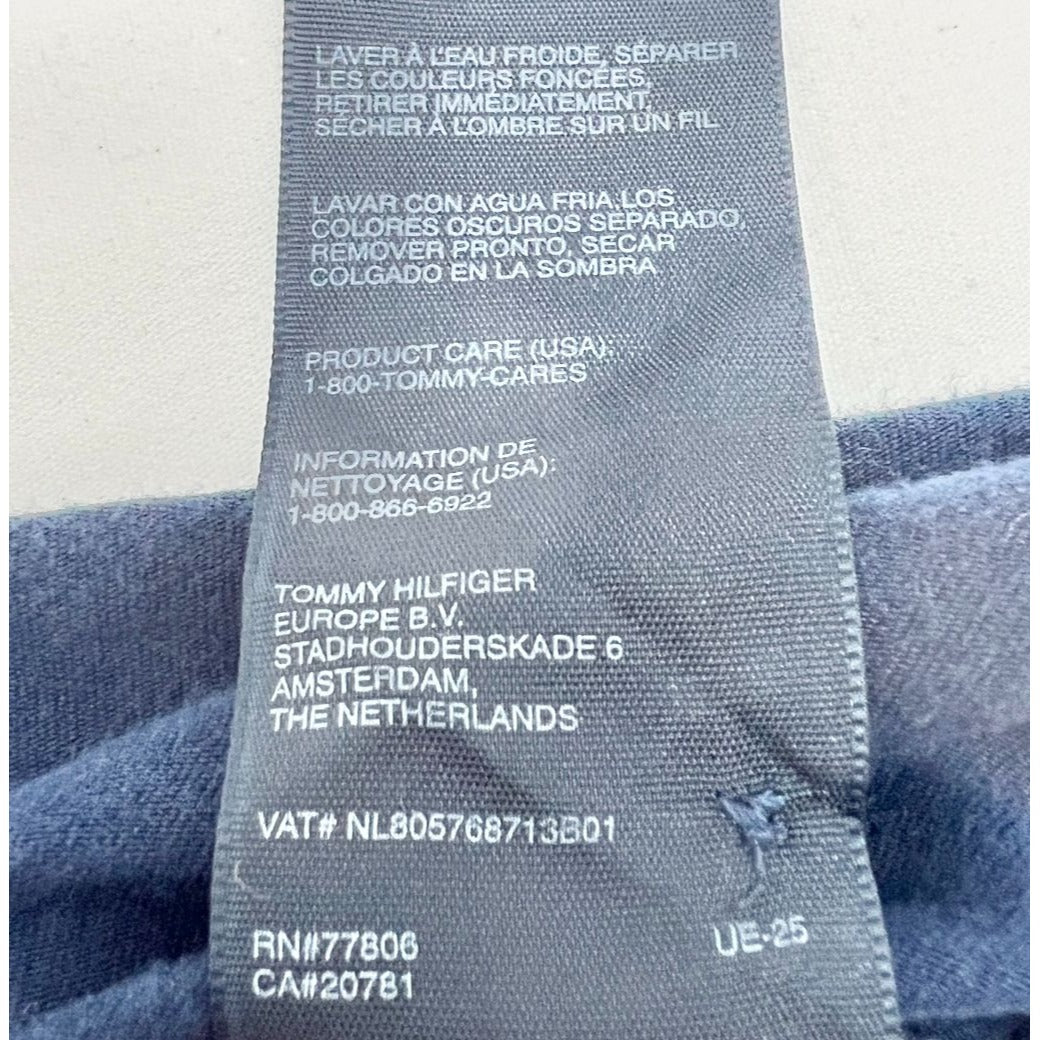 LAVER À L'EAU FROIDE, SÉPARER
LES COULEURS FONCÉES,
RETIRER IMMÉDIATEMENT,
SÉCHER À L'OMBRE SUR UN FIL
LAVAR CON AGUA FRIA LOS
COLORES OSCUROS SEPARADO,
REMOVER PRONTO, SECAR
COLGADO EN LA SOMBRA
PRODUCT CARE (USA):
1-800-TOMMY-CARES
INFORMATION DE
NETTOYAGE (USA):
1-800-866-6922
TOMMY HILFIGER
EUROPE B.V.
STADHOUDERSKADE 6
AMSTERDAM,
THE NETHERLANDS
VAT# NL805768713B01
RN#77806
UE-25
CA#20781